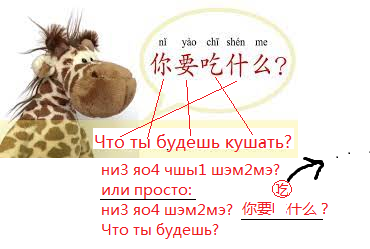 nǐ yào chī shén me
你要吃什么?
Что ты будешь кушать?
ни3 яо4 чшы1 шэм2мэ?
или просто:
吃
ни3 яо4 шэм2мэ? 你要 什么?
Что ты будешь?
. . .